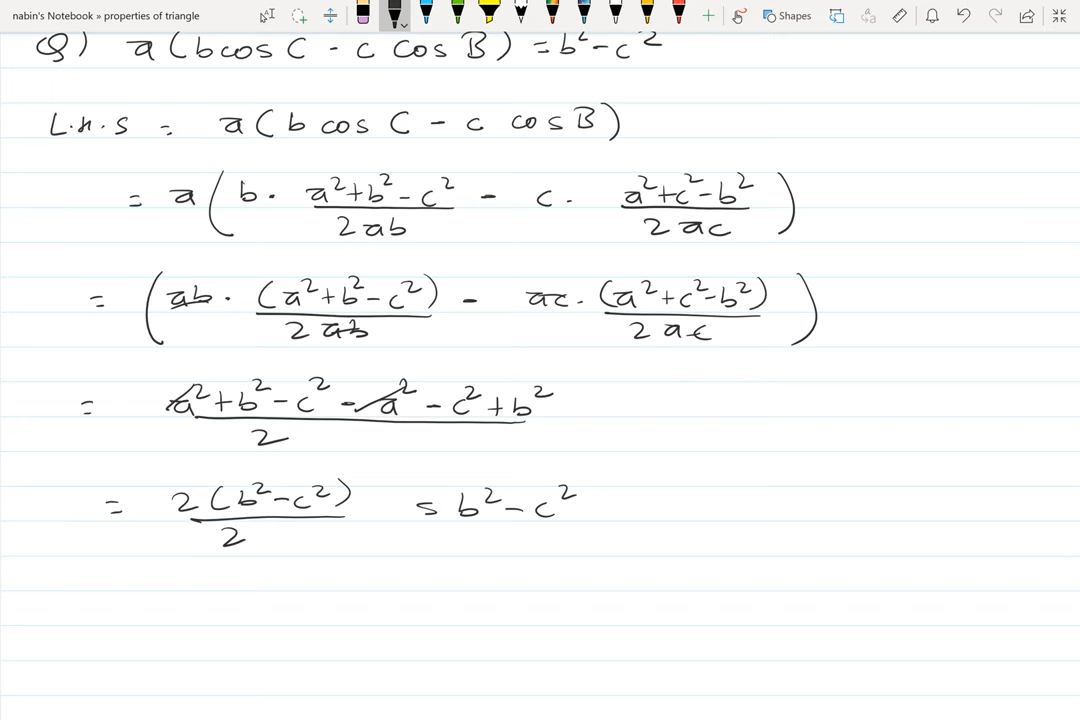 nabin's Notebook » properties of triangle Shapes
Q) a(b cos C - c cos B) = b² - c²
L.H.S = a(b cos C - c cos B)
= a(b · (a²+b²-c²)/2ab - c · (a²+c²-b²)/2ac)
= (ab · (a²+b²-c²)/2ab - ac · (a²+c²-b²)/2ac)
= (a²+b²-c²-a²-c²+b²)/2
= 2(b²-c²)/2 = b²-c²